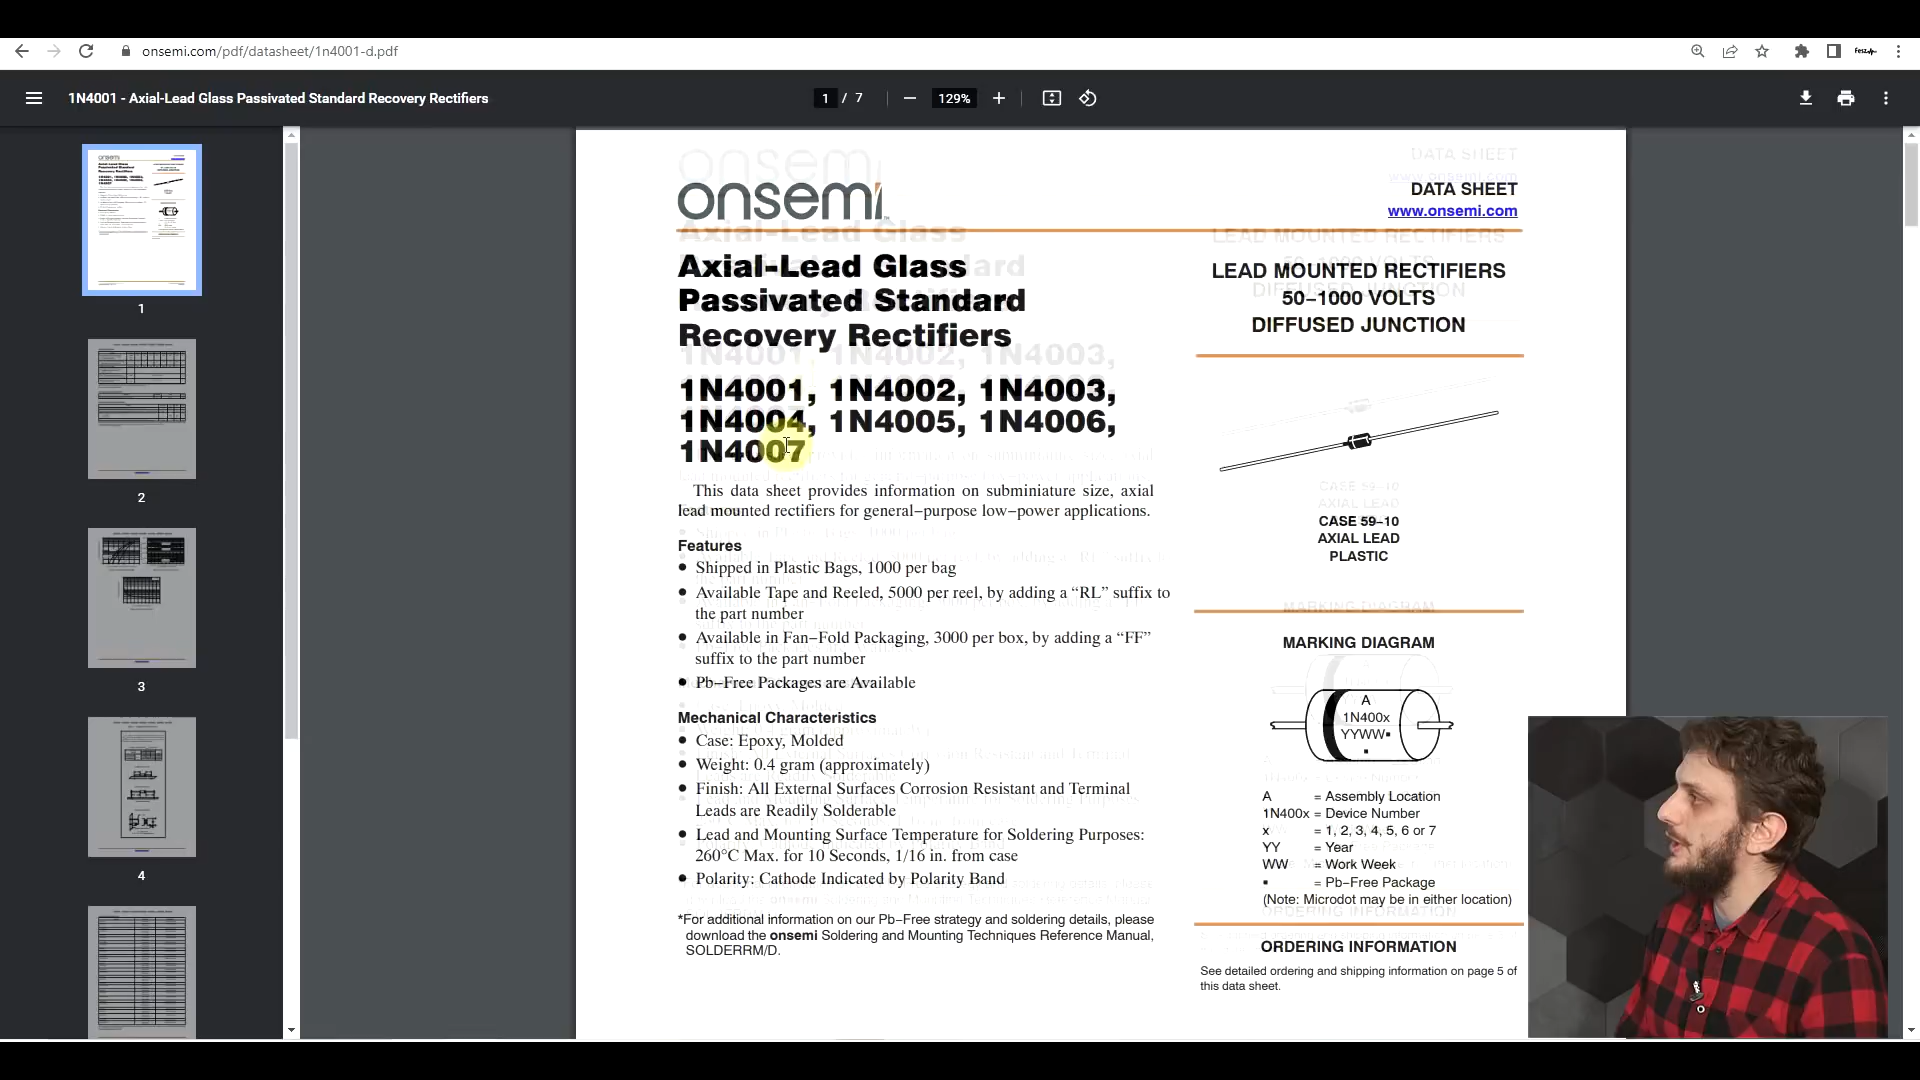 onsemi.com/pdf/datasheet/1n4001-d.pdf
fesz
1N4001 - Axial-Lead Glass Passivated Standard Recovery Rectifiers
1 / 7
129%
onsemi
DATA SHEET
www.onsemi.com
Axial-Lead Glass
Passivated Standard
Recovery Rectifiers
1N4001, 1N4002, 1N4003,
1N4004, 1N4005, 1N4006,
1N4007
This data sheet provides information on subminiature size, axial
lead mounted rectifiers for general−purpose low−power applications.
Features
• Shipped in Plastic Bags, 1000 per bag
• Available Tape and Reeled, 5000 per reel, by adding a “RL” suffix to
the part number
• Available in Fan−Fold Packaging, 3000 per box, by adding a “FF”
suffix to the part number
• Pb−Free Packages are Available
Mechanical Characteristics
• Case: Epoxy, Molded
• Weight: 0.4 gram (approximately)
• Finish: All External Surfaces Corrosion Resistant and Terminal
Leads are Readily Solderable
• Lead and Mounting Surface Temperature for Soldering Purposes:
260°C Max. for 10 Seconds, 1/16 in. from case
• Polarity: Cathode Indicated by Polarity Band
*For additional information on our Pb−Free strategy and soldering details, please
download the onsemi Soldering and Mounting Techniques Reference Manual,
SOLDERRM/D.
LEAD MOUNTED RECTIFIERS
50−1000 VOLTS
DIFFUSED JUNCTION
CASE 59−10
AXIAL LEAD
PLASTIC
MARKING DIAGRAM
A
1N400x
YYWW▪
▪
A = Assembly Location
1N400x = Device Number
x = 1, 2, 3, 4, 5, 6 or 7
YY = Year
WW = Work Week
▪ = Pb−Free Package
(Note: Microdot may be in either location)
ORDERING INFORMATION
See detailed ordering and shipping information on page 5 of
this data sheet.
1
2
3
4